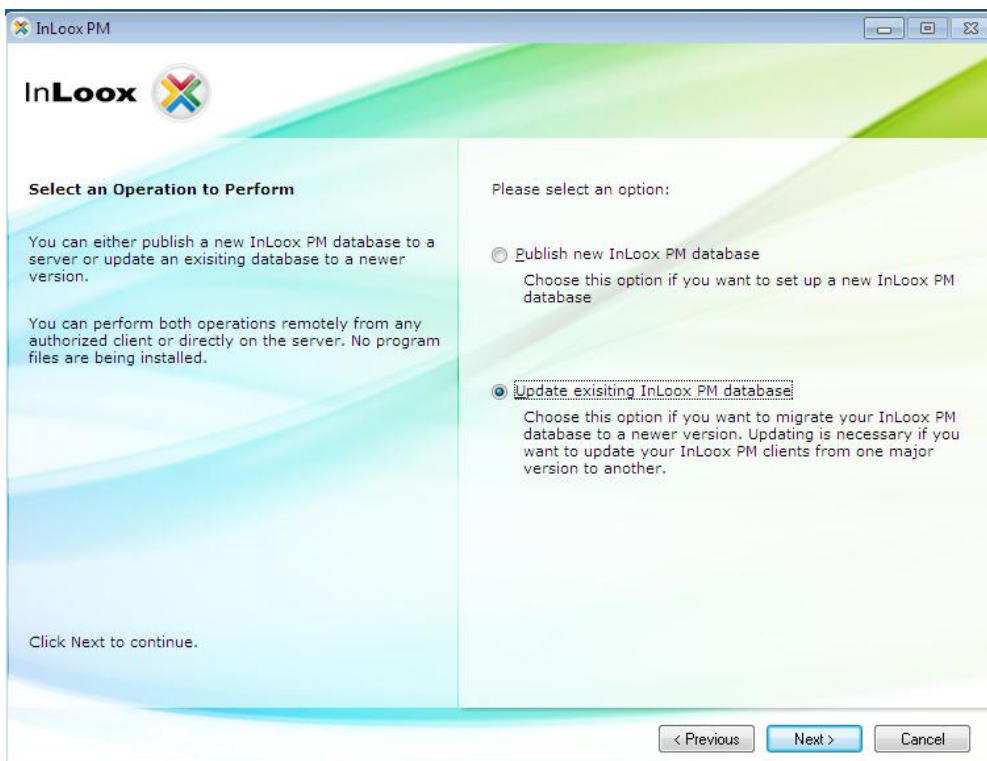 InLoox PM
InLoox
Select an Operation to Perform
You can either publish a new InLoox PM database to a
server or update an exisiting database to a newer
version.
You can perform both operations remotely from any
authorized client or directly on the server. No program
files are being installed.
Click Next to continue.
Please select an option:
Publish new InLoox PM database
Choose this option if you want to set up a new InLoox PM
database
Update exisiting InLoox PM database
Choose this option if you want to migrate your InLoox PM
database to a newer version. Updating is necessary if you
want to update your InLoox PM clients from one major
version to another.
< Previous
Next >
Cancel